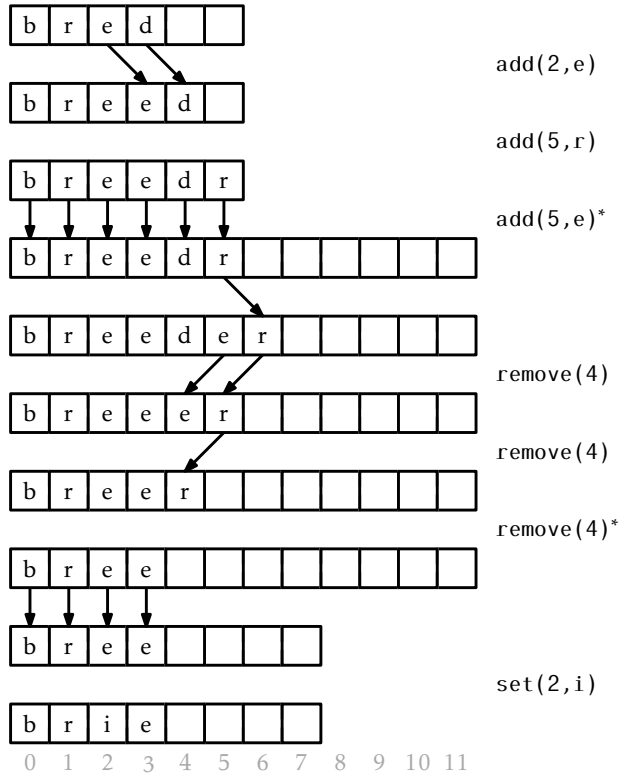 b r e d
add(2,e)
b r e e d
add(5,r)
b r e e d r
add(5,e)*
b r e e d r
b r e e d e r
remove(4)
b r e e e r
remove(4)
b r e e r
remove(4)*
b r e e
b r e e
set(2,i)
b r i e
0 1 2 3 4 5 6 7 8 9 10 11